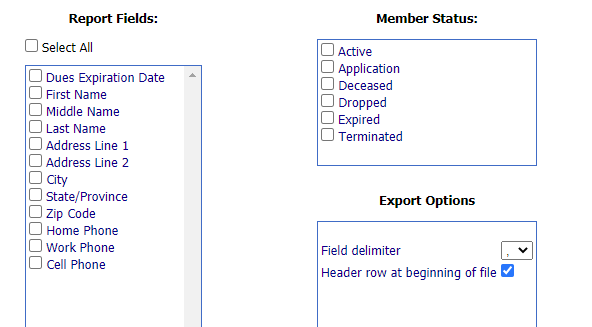 Report Fields:
Select All
Dues Expiration Date
First Name
Middle Name
Last Name
Address Line 1
Address Line 2
City
State/Province
Zip Code
Home Phone
Work Phone
Cell Phone
Member Status:
Active
Application
Deceased
Dropped
Expired
Terminated
Export Options
Field delimiter ,
Header row at beginning of file